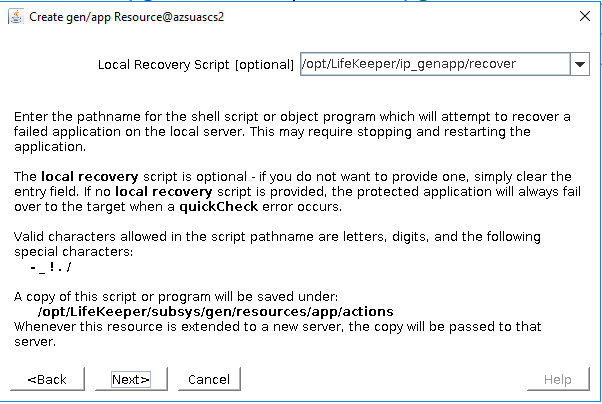 Create gen/app Resource@azsuascs2
Local Recovery Script [optional] /opt/LifeKeeper/ip_genapp/recover
Enter the pathname for the shell script or object program which will attempt to recover a
failed application on the local server. This may require stopping and restarting the
application.
The local recovery script is optional - if you do not want to provide one, simply clear the
entry field. If no local recovery script is provided, the protected application will always fail
over to the target when a quickCheck error occurs.
Valid characters allowed in the script pathname are letters, digits, and the following
special characters:
- _ ! . /
A copy of this script or program will be saved under:
/opt/LifeKeeper/subsys/gen/resources/app/actions
Whenever this resource is extended to a new server, the copy will be passed to that
server.
<Back Next> Cancel Help